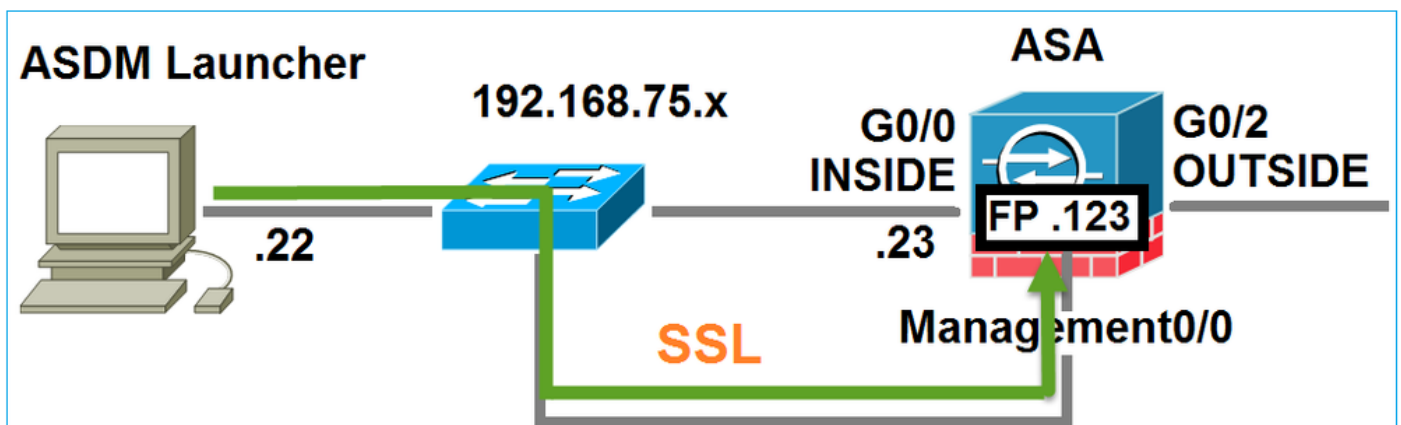 ASDM Launcher
192.168.75.x
ASA
G0/0
INSIDE
G0/2
OUTSIDE
FP .123
.22
.23
SSL
Management0/0